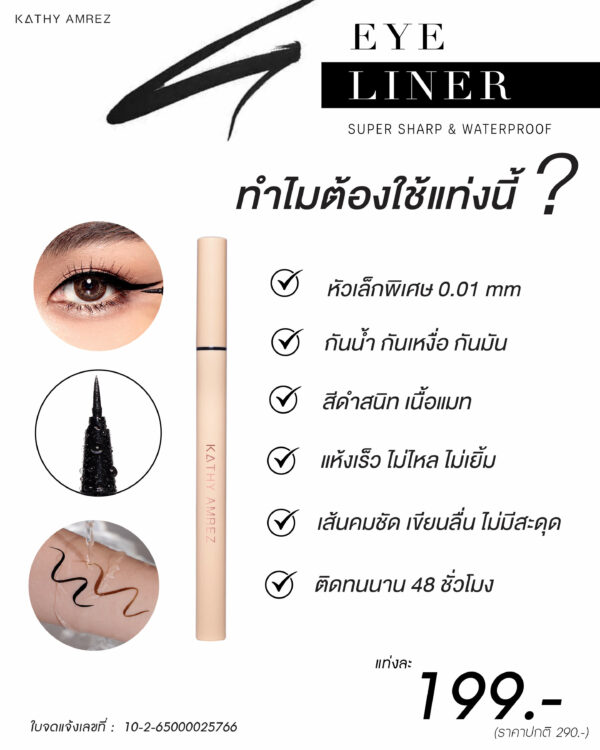 KATHY AMREZ
EYE
LINER
SUPER SHARP & WATERPROOF
ทำไมต้องใช้แท่งนี้ ?
หัวเล็กพิเศษ 0.01 mm
กันน้ำ กันเหงื่อ กันมัน
สีดำสนิท เนื้อแมท
แห้งเร็ว ไม่ไหล ไม่เยิ้ม
เส้นคมชัด เขียนลื่น ไม่มีสะดุด
ติดทนนาน 48 ชั่วโมง
KATHY AMREZ
แท่งละ
199.-
(ราคาปกติ 290.-)
ใบจดแจ้งเลขที่ : 10-2-65000025766